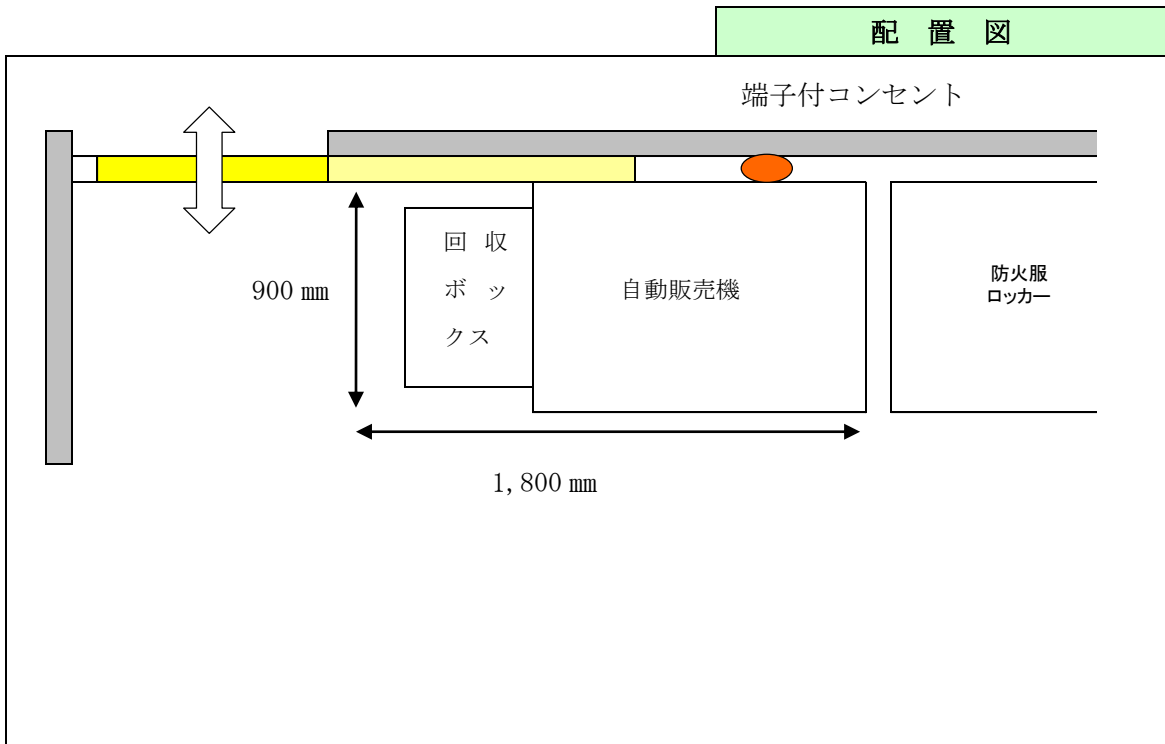 配 置 図
端子付コンセント
回 収
ボ ッ
クス
900 ㎜
自動販売機
防火服
ロッカー
1,800 ㎜